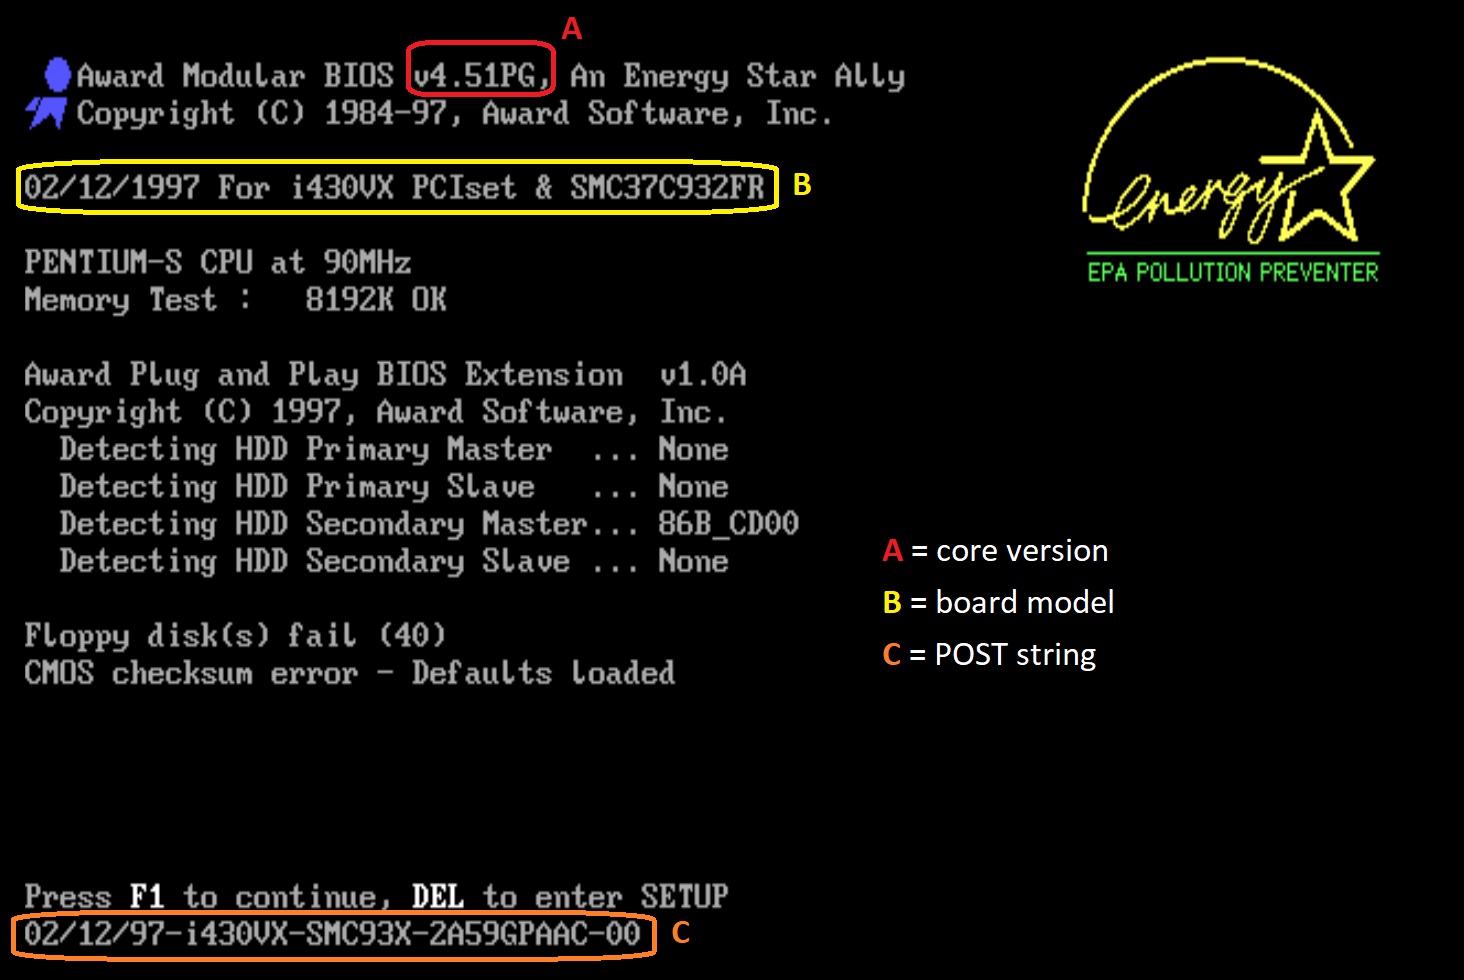 A
Award Modular BIOS v4.51PG, An Energy Star Ally
Copyright (C) 1984-97, Award Software, Inc.
energy
EPA POLLUTION PREVENTER
02/12/1997 For i430VX PCIset & SMC37C932FR B
PENTIUM-S CPU at 90MHz
Memory Test :   8192K OK
Award Plug and Play BIOS Extension  v1.0A
Copyright (C) 1997, Award Software, Inc.
  Detecting HDD Primary Master  ... None
  Detecting HDD Primary Slave   ... None
  Detecting HDD Secondary Master... 86B_CD00
  Detecting HDD Secondary Slave ... None
A = core version
B = board model
C = POST string
Floppy disk(s) fail (40)
CMOS checksum error - Defaults loaded
Press F1 to continue, DEL to enter SETUP
02/12/97-i430VX-SMC93X-2A59GPAAC-00 C